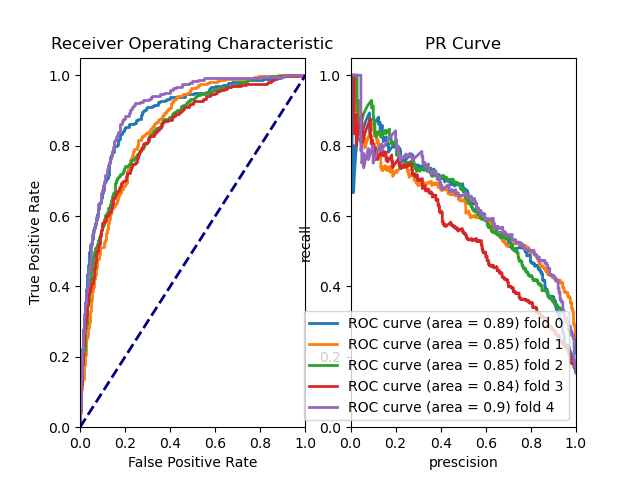 Receiver Operating Characteristic
PR Curve
1.0
0.8
0.6
0.4
0.2
0.0
True Positive Rate
0.0 0.2 0.4 0.6 0.8 1.0
False Positive Rate
1.0
0.8
0.6
0.4
0.2
0.0
recall
ROC curve (area = 0.89) fold 0
ROC curve (area = 0.85) fold 1
ROC curve (area = 0.85) fold 2
ROC curve (area = 0.84) fold 3
ROC curve (area = 0.9) fold 4
0.0 0.2 0.4 0.6 0.8 1.0
prescision